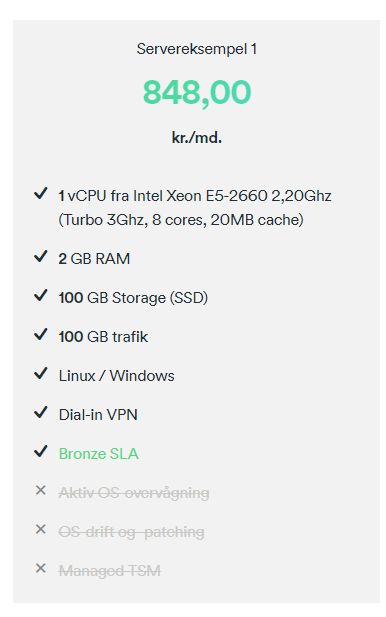 Servereksempel 1
848,00
kr./md.
1 vCPU fra Intel Xeon E5-2660 2,20Ghz
(Turbo 3Ghz, 8 cores, 20MB cache)
2 GB RAM
100 GB Storage (SSD)
100 GB trafik
Linux / Windows
Dial-in VPN
Bronze SLA
Aktiv OS-overvågning
OS-drift og -patching
Managed TSM